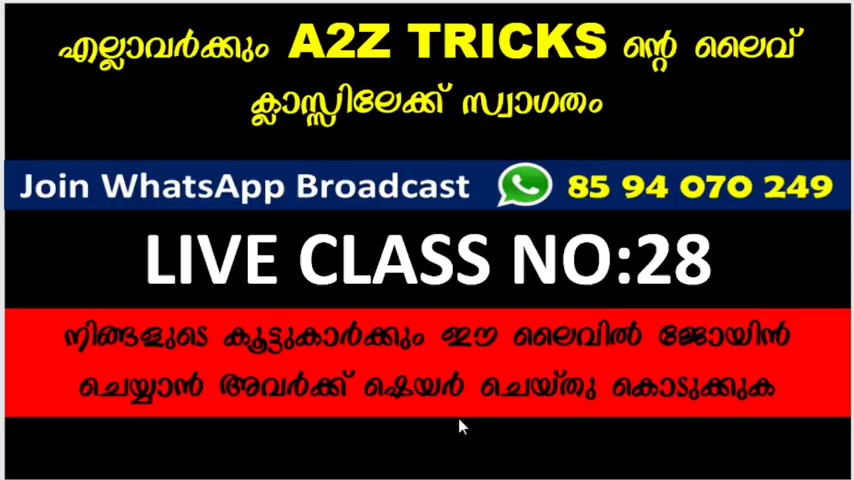 എല്ലാവർക്കും A2Z TRICKS ന്റെ ലൈവ്
ക്ലാസ്സിലേക്ക് സ്വാഗതം
Join WhatsApp Broadcast 85 94 070 249
LIVE CLASS NO:28
നിങ്ങളുടെ കൂട്ടുകാർക്കും ഈ ലൈവിൽ ജോയിൻ
ചെയ്യാൻ അവർക്ക് ഷെയർ ചെയ്തു കൊടുക്കുക